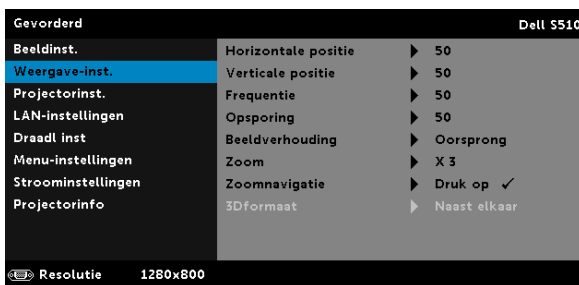 Gevorderd Dell S510
Beeldinst. Horizontale positie 50
Weergave-inst. Verticale positie 50
Projectorinst. Frequentie 50
LAN-instellingen Opsporing 50
Draadl inst Beeldverhouding Oorsprong
Menu-instellingen Zoom X 3
Stroominstellingen Zoomnavigatie Druk op ✓
Projectorinfo 3Dformaat Naast elkaar
Resolutie 1280x800